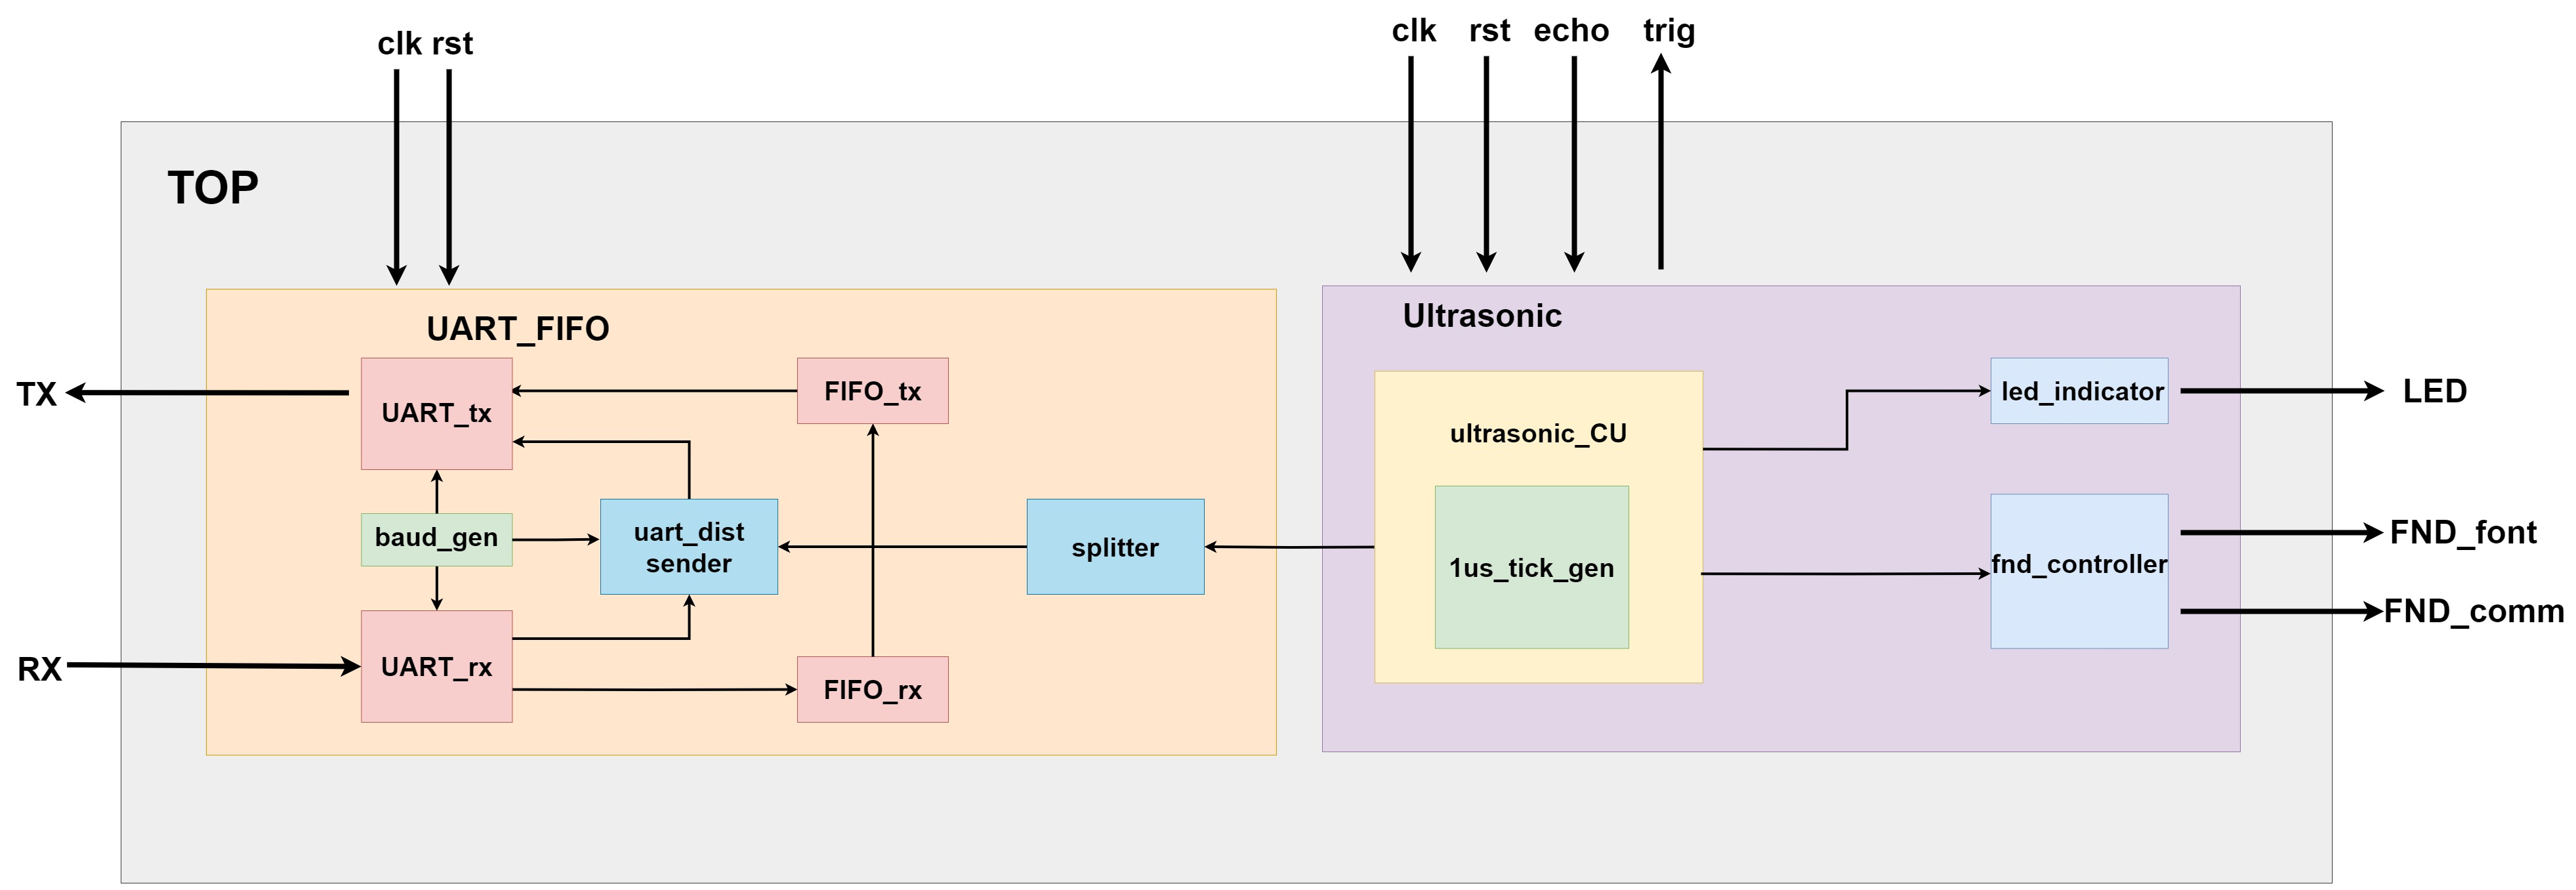 clk rst
clk rst echo trig
TOP
UART_FIFO
Ultrasonic
TX
UART_tx
FIFO_tx
led_indicator
LED
ultrasonic_CU
baud_gen
uart_dist
sender
splitter
1us_tick_gen
fnd_controller
FND_font
FND_comm
RX
UART_rx
FIFO_rx